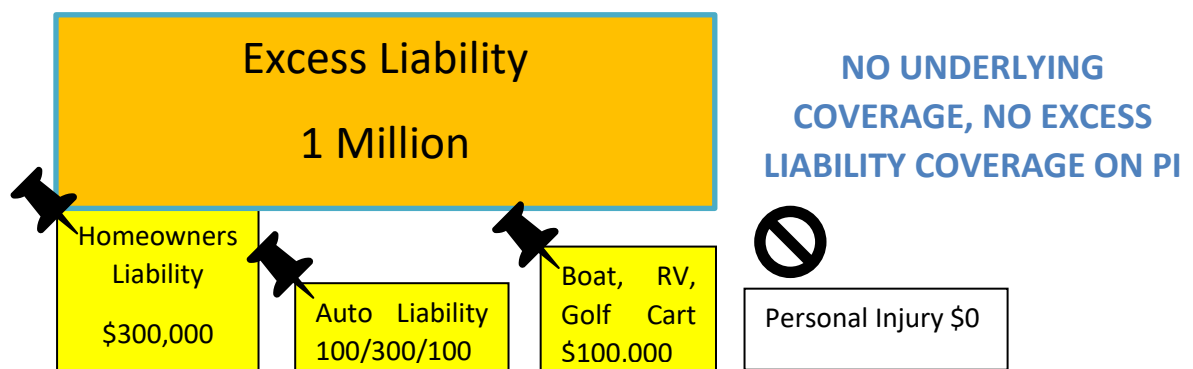 Excess Liability
1 Million
NO UNDERLYING
COVERAGE, NO EXCESS
LIABILITY COVERAGE ON PI
Homeowners
Liability
$300,000
Auto Liability
100/300/100
Boat, RV,
Golf Cart
$100.000
Personal Injury $0